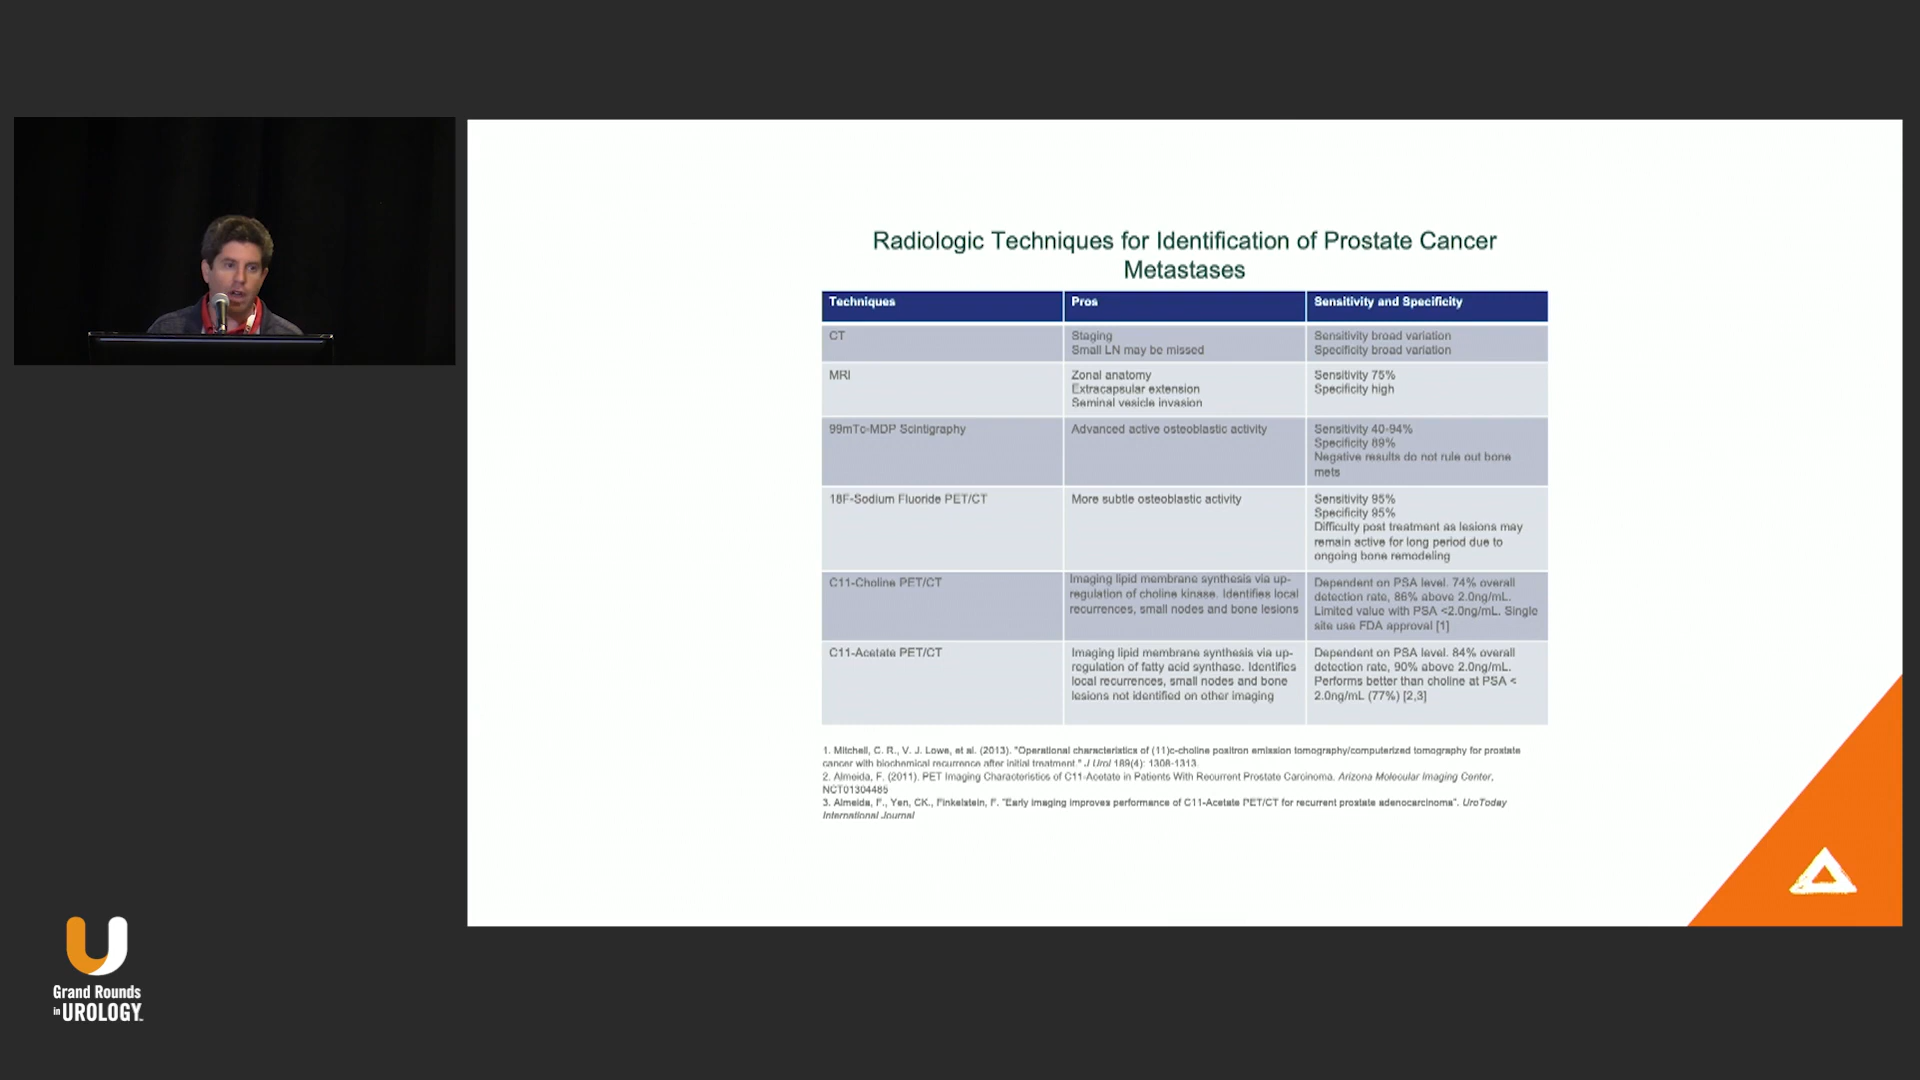 Radiologic Techniques for Identification of Prostate Cancer
Metastases
Techniques
Pros
Sensitivity and Specificity
CT
Staging
Small LN may be missed
Sensitivity broad variation
Specificity broad variation
MRI
Zonal anatomy
Extracapsular extension
Seminal vesicle invasion
Sensitivity 75%
Specificity high
99mTc-MDP Scintigraphy
Advanced active osteoblastic activity
Sensitivity 40-94%
Specificity 89%
Negative results do not rule out bone
mets
18F-Sodium Fluoride PET/CT
More subtle osteoblastic activity
Sensitivity 95%
Specificity 95%
Difficulty post treatment as lesions may
remain active for long period due to
ongoing bone remodeling
C11-Choline PET/CT
Imaging lipid membrane synthesis via up-
regulation of choline kinase. Identifies local
recurrences, small nodes and bone lesions
Dependent on PSA level. 74% overall
detection rate, 86% above 2.0ng/mL.
Limited value with PSA <2.0ng/mL. Single
site use FDA approval [1]
C11-Acetate PET/CT
Imaging lipid membrane synthesis via up-
regulation of fatty acid synthase. Identifies
local recurrences, small nodes and bone
lesions not identified on other imaging
Dependent on PSA level. 84% overall
detection rate, 90% above 2.0ng/mL.
Performs better than choline at PSA <
2.0ng/mL (77%) [2,3]
1. Mitchell, C. R., V. J. Lowe, et al. (2013). "Operational characteristics of (11)c-choline positron emission tomography/computerized tomography for prostate
cancer with biochemical recurrence after initial treatment." J Urol 189(4): 1308-1313.
2. Almeida, F. (2011). PET Imaging Characteristics of C11-Acetate in Patients With Recurrent Prostate Carcinoma. Arizona Molecular Imaging Center,
NCT01304485
3. Almeida, F., Yen, CK., Finkelstein, F. "Early imaging improves performance of C11-Acetate PET/CT for recurrent prostate adenocarcinoma". UroToday
International Journal
Grand Rounds
in UROLOGY